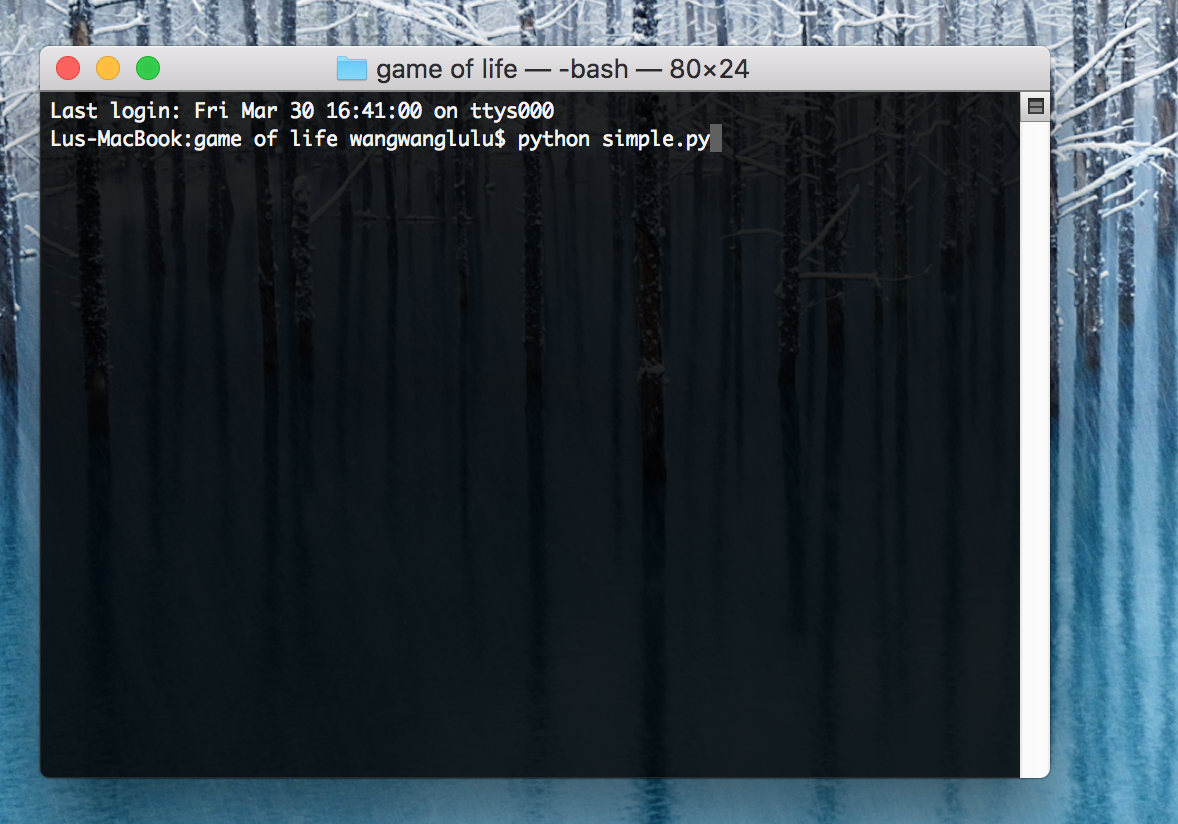 game of life — -bash — 80×24
Last login: Fri Mar 30 16:41:00 on ttys000
Lus-MacBook:game of life wangwanglulu$ python simple.py